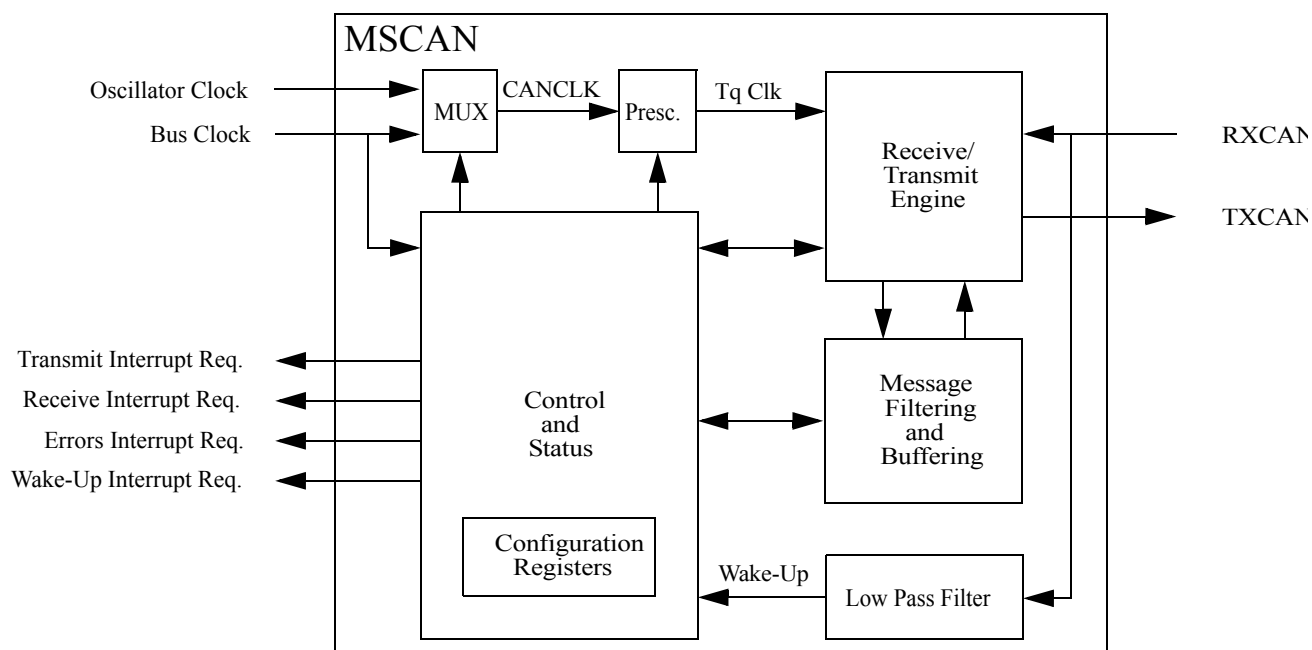 MSCAN
Oscillator Clock
Bus Clock
MUX
CANCLK
Presc.
Tq Clk
Receive/
Transmit
Engine
RXCAN
TXCAN
Transmit Interrupt Req.
Receive Interrupt Req.
Errors Interrupt Req.
Wake-Up Interrupt Req.
Control
and
Status
Message
Filtering
and
Buffering
Configuration
Registers
Wake-Up
Low Pass Filter